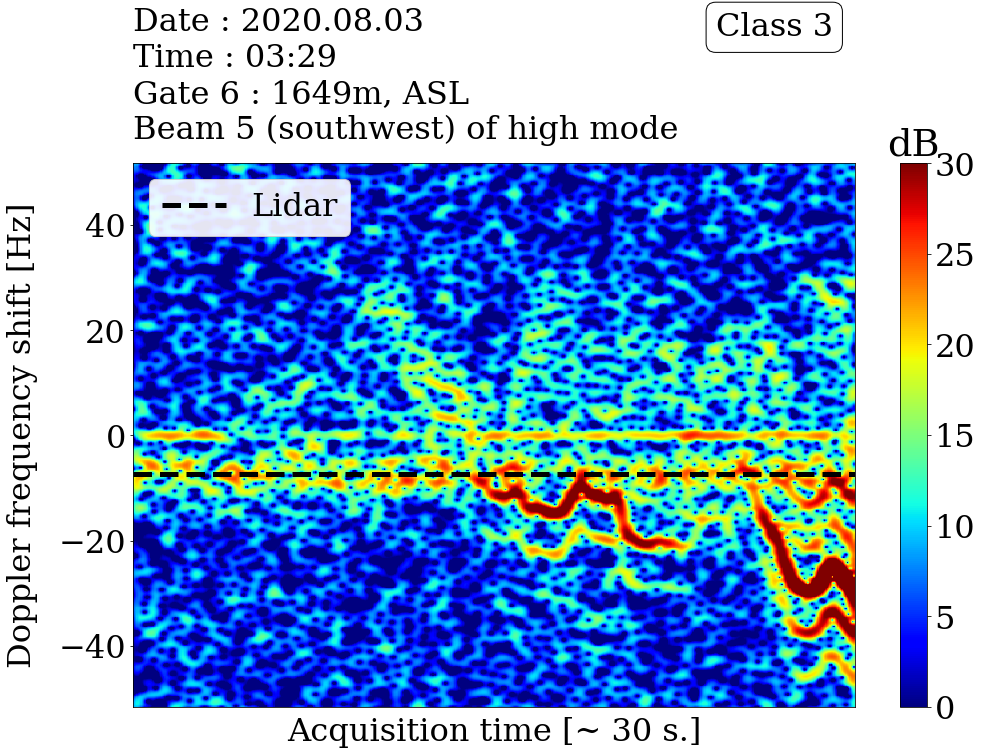 Date : 2020.08.03
Time : 03:29
Gate 6 : 1649m, ASL
Beam 5 (southwest) of high mode
Class 3
dB
Lidar
Doppler frequency shift [Hz]
40
20
0
−20
−40
30
25
20
15
10
5
0
Acquisition time [~ 30 s.]